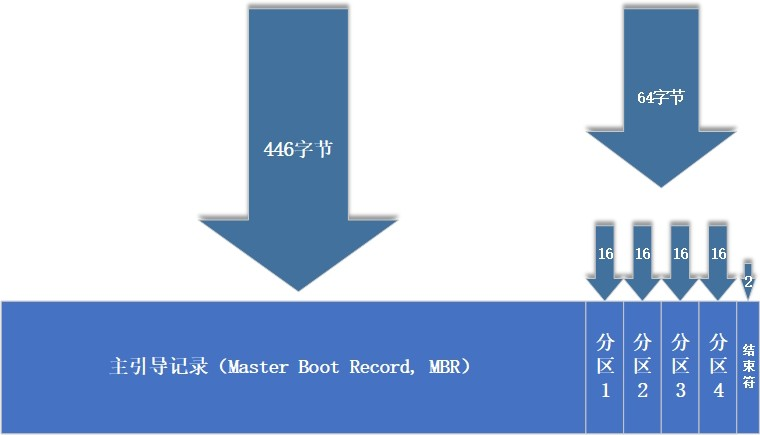 446字节
64字节
16
16
16
16
2
主引导记录（Master Boot Record, MBR）
分区1
分区2
分区3
分区4
结束符